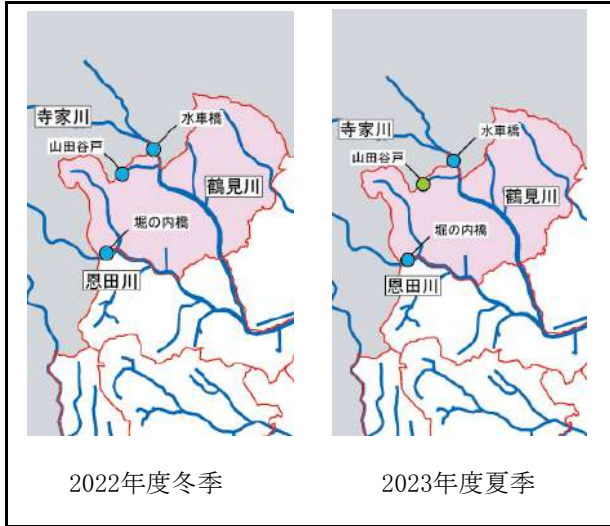 寺家川
水車橋
山田谷戸
鶴見川
堀の内橋
恩田川
2022年度冬季
寺家川
水車橋
山田谷戸
鶴見川
堀の内橋
恩田川
2023年度夏季